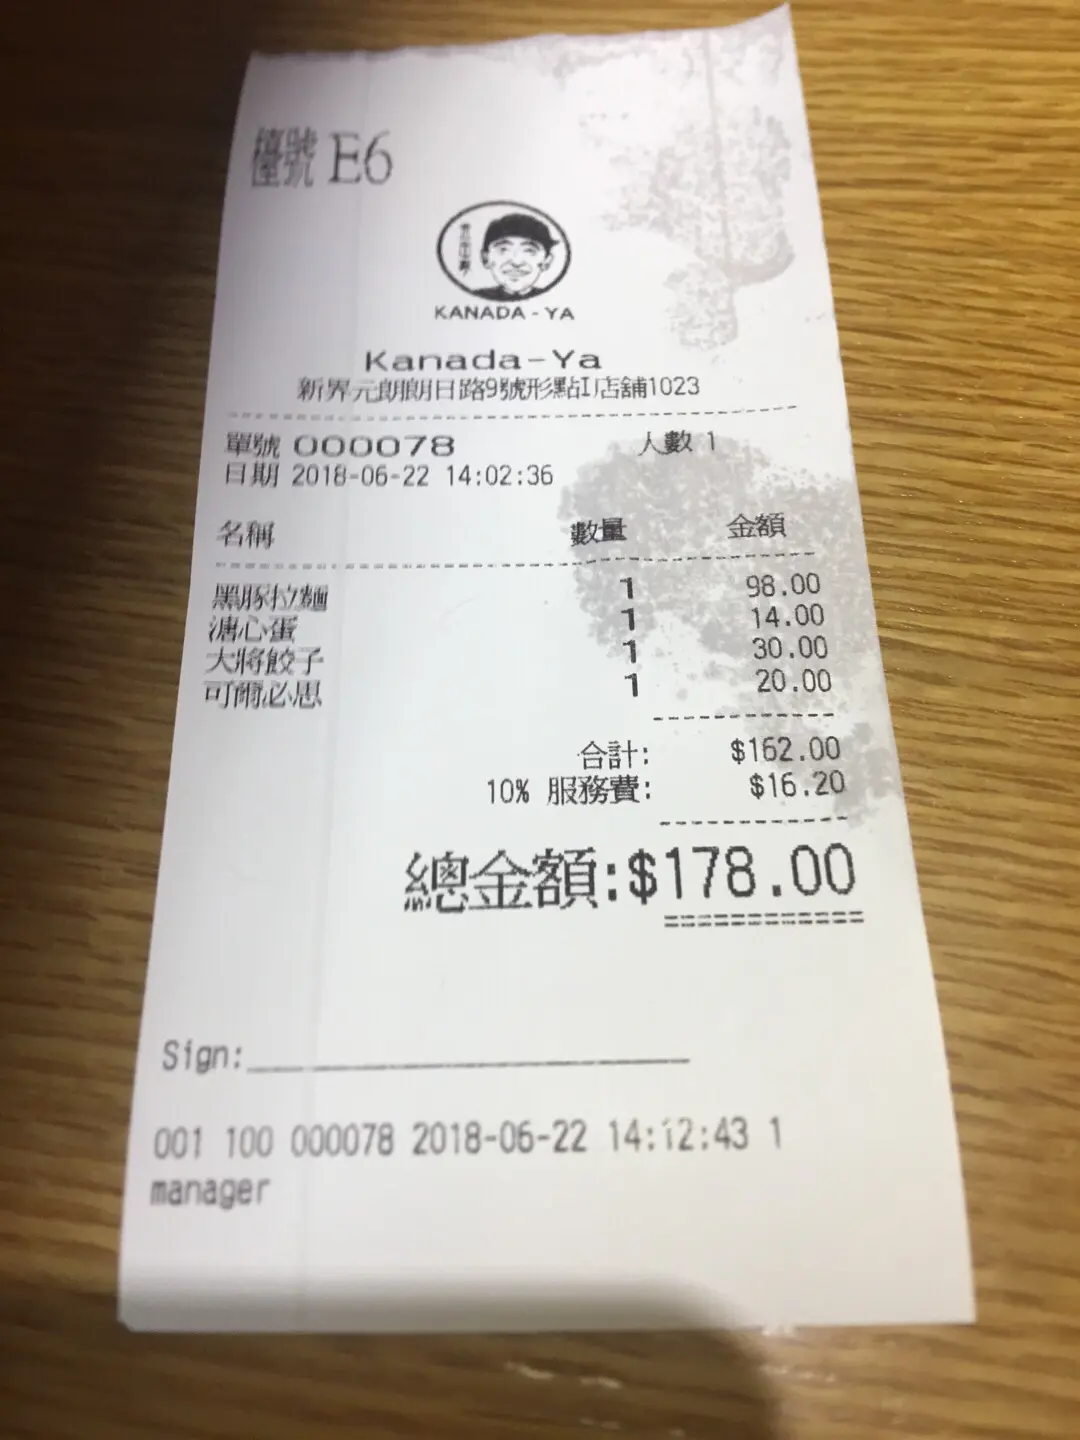 檯號 E6
KANADA-YA
Kanada-Ya
新界元朗朗日路9號形點I店舖1023
單號 000078 人數 1
日期 2018-06-22 14:02:36
名稱 數量 金額
黑豚拉麵 1 98.00
溏心蛋 1 14.00
大將餃子 1 30.00
可爾必思 1 20.00
合計: $162.00
10% 服務費: $16.20
總金額:$178.00
Sign:
001 100 000078 2018-06-22 14:12:43 1
manager